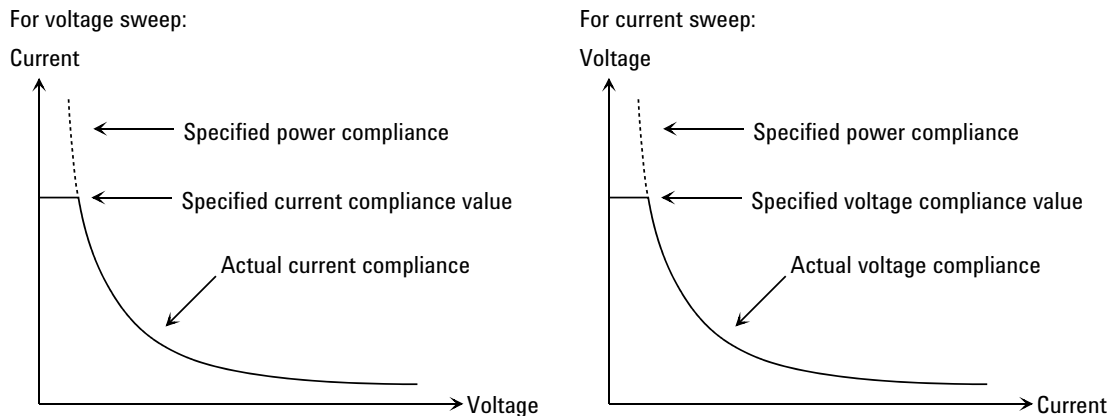 For voltage sweep:
Current
Specified power compliance
Specified current compliance value
Actual current compliance
Voltage
For current sweep:
Voltage
Specified power compliance
Specified voltage compliance value
Actual voltage compliance
Current